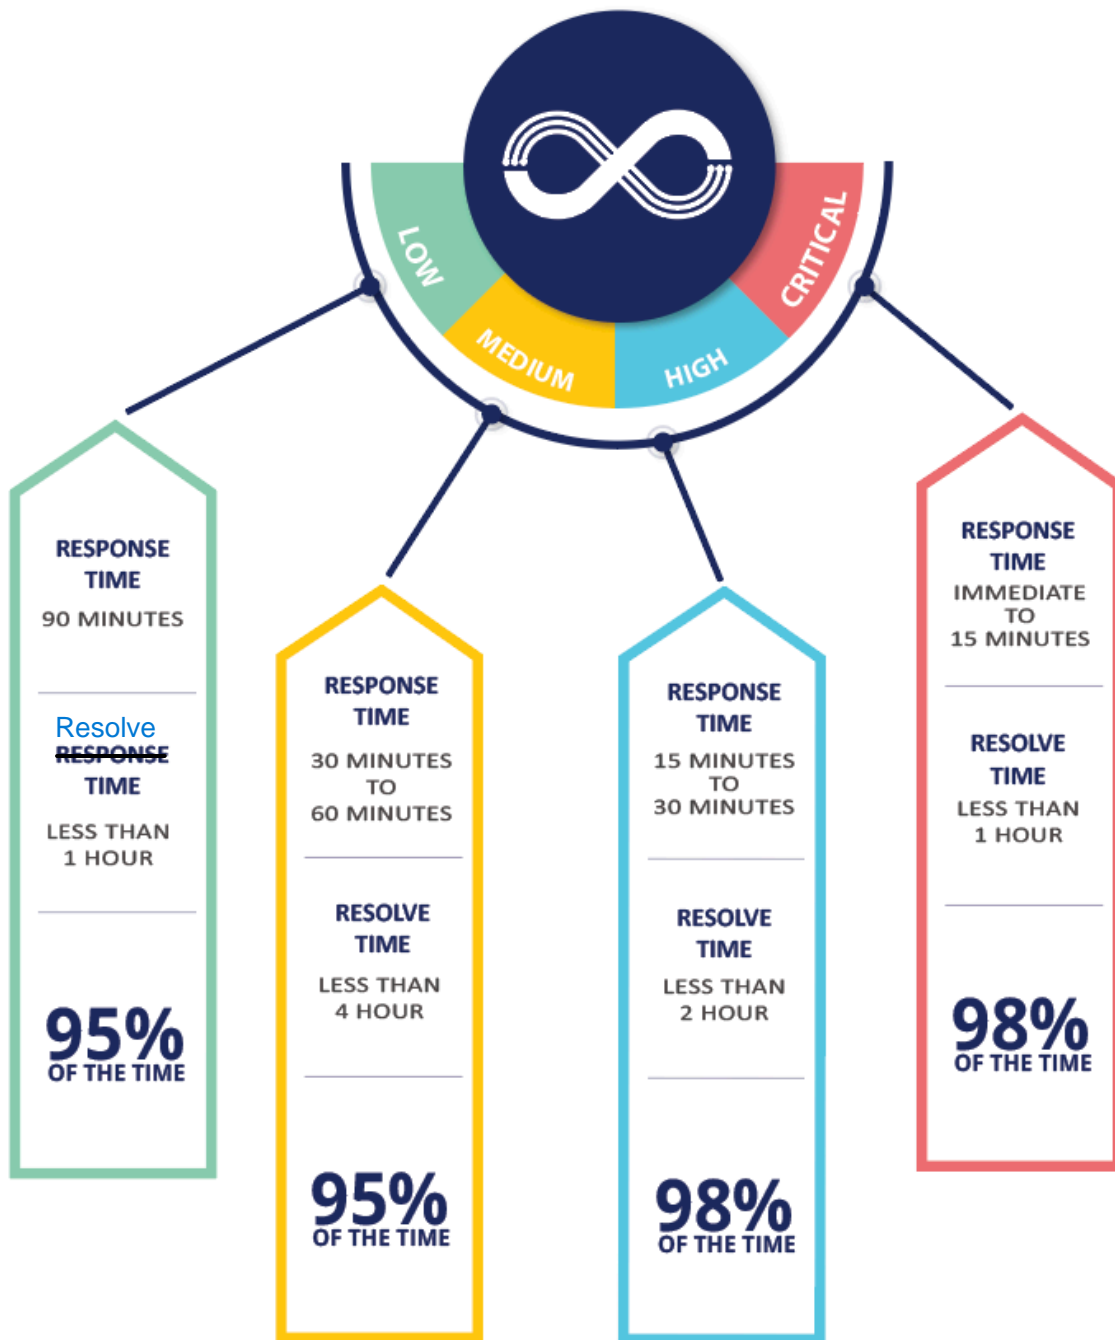 LOW
MEDIUM
HIGH
CRITICAL
RESPONSE
TIME
90 MINUTES
Resolve
RESPONSE
TIME
LESS THAN
1 HOUR
95%
OF THE TIME
RESPONSE
TIME
30 MINUTES
TO
60 MINUTES
RESOLVE
TIME
LESS THAN
4 HOUR
95%
OF THE TIME
RESPONSE
TIME
15 MINUTES
TO
30 MINUTES
RESOLVE
TIME
LESS THAN
2 HOUR
98%
OF THE TIME
RESPONSE
TIME
IMMEDIATE
TO
15 MINUTES
RESOLVE
TIME
LESS THAN
1 HOUR
98%
OF THE TIME